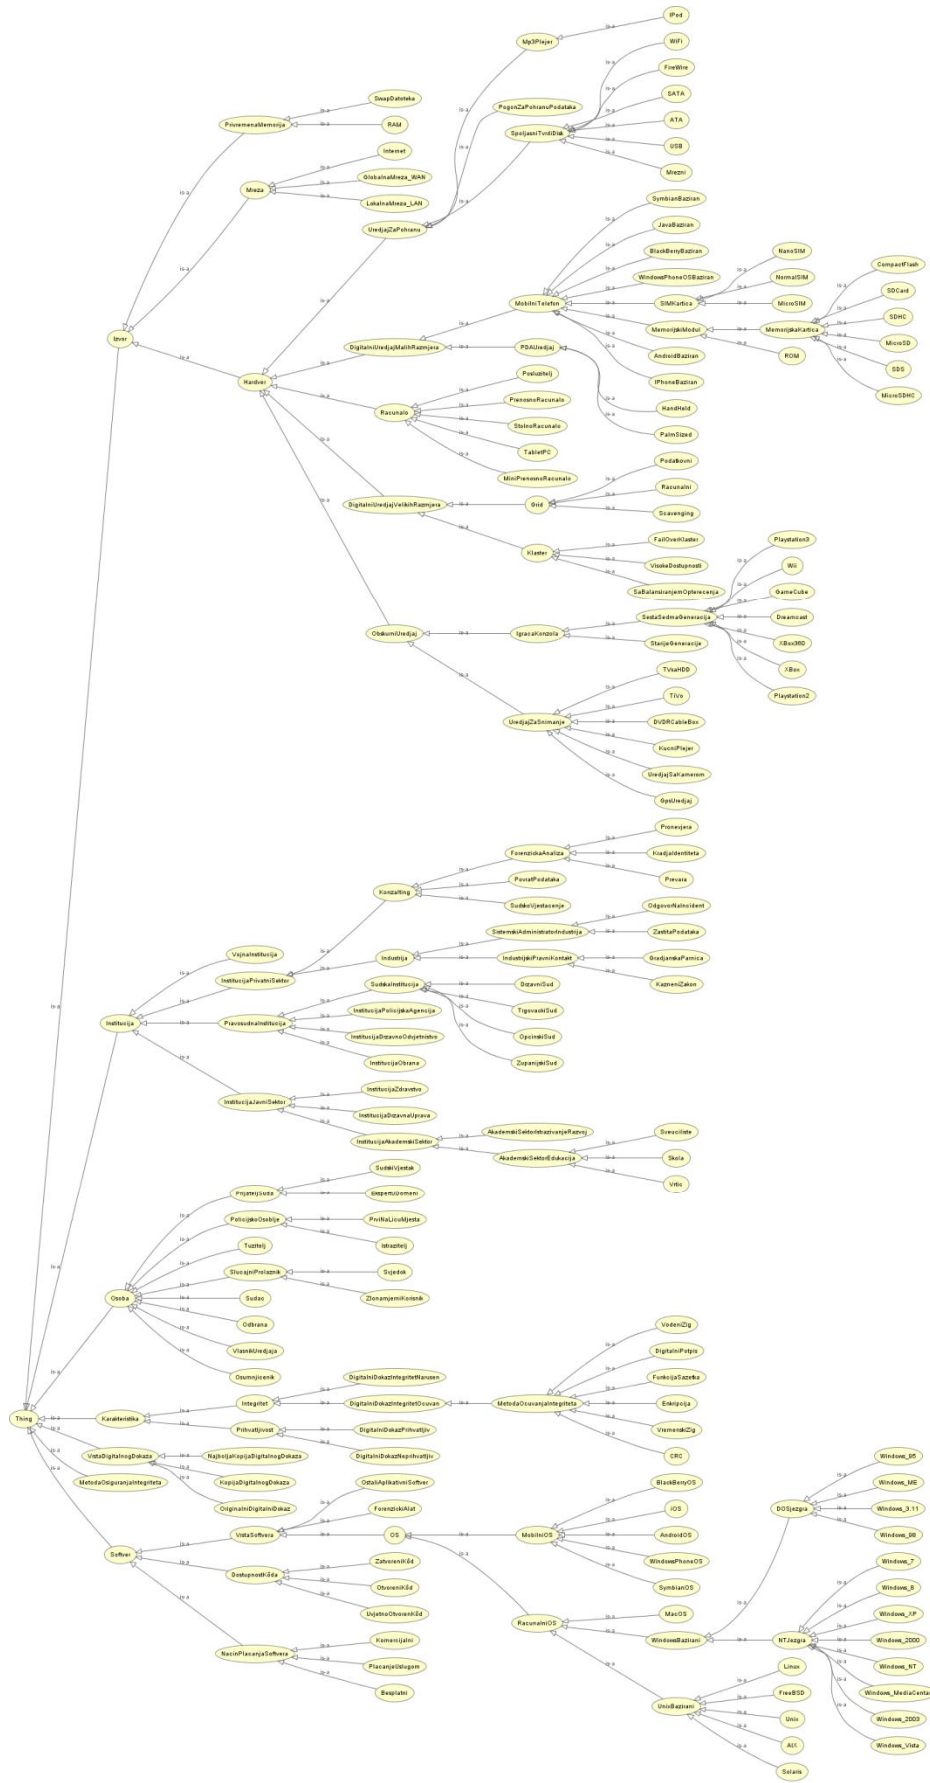 Thing
Izvor
PrivremenaMemorija
SwapDatoteka
RAM
Mreza
Internet
GlobalnaMreza_WAN
LokalnaMreza_LAN
Hardver
UredjajZaPohranu
Mp3Plejer
IPod
PogonZaPohranuPodataka
SpoljasniTvrdiDisk
WiFi
FireWire
SATA
ATA
USB
Mrezni
DigitalniUredjajMalihRazmjera
MobilniTelefon
SymbianBaziran
JavaBaziran
BlackBerryBaziran
WindowsPhoneOSBaziran
SIMKartica
NanoSIM
NormalSIM
MicroSIM
MemorijskiModul
MemorijskaKartica
CompactFlash
SDCard
SDHC
MicroSD
SDS
MicroSDHC
ROM
AndroidBaziran
IPhoneBaziran
PDAUredjaj
HandHeld
PalmSized
Racunalo
Posluzitelj
PrenosnoRacunalo
StolnoRacunalo
TabletPC
MiniPrenosnoRacunalo
DigitalniUredjajVelikihRazmjera
Grid
Podatkovni
Racunalni
Scavenging
Klaster
FailOverKlaster
VisokeDostupnosti
SaBalansiranjemOpterecenja
ObskurniUredjaj
IgracaKonzola
SestaSedmaGeneracija
Playstation3
Wii
GameCube
Dreamcast
XBox360
XBox
Playstation2
StarijeGeneracije
UredjajZaSnimanje
TVsaHDD
TiVo
DVDRCableBox
KucniPlejer
UredjajSaKamerom
GpsUredjaj
Institucija
VojnaInstitucija
InstitucijaPrivatniSektor
Konzalting
ForenzickaAnaliza
Pronevjera
KradjaIdentiteta
Prevara
PovratPodataka
SudskoVjestacenje
Industrija
SistemskiAdministratorIndustrija
OdgovorNaIncident
ZastitaPodataka
IndustrijskiPravniKontakt
GradjanskaParnica
KazneniZakon
PravosudnaInstitucija
SudskaInstitucija
DrzavniSud
TrgovackiSud
OpcinskiSud
ZupanijskiSud
InstitucijaPolicijskaAgencija
InstitucijaDrzavnoOdvjetnistvo
InstitucijaObrana
InstitucijaJavniSektor
InstitucijaZdravstvo
InstitucijaDrzavnaUprava
InstitucijaAkademskiSektor
AkademskiSektorIstrazivanjeRazvoj
AkademskiSektorEdukacija
Sveuciliste
Skola
Vrtic
Osoba
PrijateljSuda
SudskiVjestak
EkspertUDomeni
PolicijskoOsoblje
PrviNaLicuMjesta
Istrazitelj
Tuzitelj
SlucajniProlaznik
Svjedok
ZlonamjerniKorisnik
Sudac
Odbrana
VlasnikUredjaja
Osumnjicenik
Karakteristika
Integritet
DigitalniDokazIntegritetNarusen
DigitalniDokazIntegritetOcuvan
MetodaOcuvanjaIntegriteta
VodeniZig
DigitalniPotpis
FunkcijaSazetka
Enkripcija
VremenskiZig
CRC
Prihvatljivost
DigitalniDokazPrihvatljiv
DigitalniDokazNeprihvatljiv
VrstaDigitalnogDokaza
NajboljaKopijaDigitalnogDokaza
KopijaDigitalnogDokaza
OriginalniDigitalniDokaz
MetodaOsiguranjaIntegriteta
Softver
VrstaSoftvera
OstaliAplikativniSoftver
ForenzickiAlat
OS
MobilniOS
BlackBerryOS
iOS
AndroidOS
WindowsPhoneOS
SymbianOS
RacunalniOS
MacOS
WindowsBazirani
DOSjezgra
Windows_95
Windows_ME
Windows_3.11
Windows_98
NTJezgra
Windows_7
Windows_8
Windows_XP
Windows_2000
Windows_NT
Windows_MediaCentar
Windows_2003
Windows_Vista
UnixBazirani
Linux
FreeBSD
Unix
AIX
Solaris
DostupnostKôda
ZatvoreniKôd
OtvoreniKôd
UvjetnoOtvorenKôd
NacinPlacanjaSoftvera
Komercijalni
PlacanjeUslugom
Besplatni